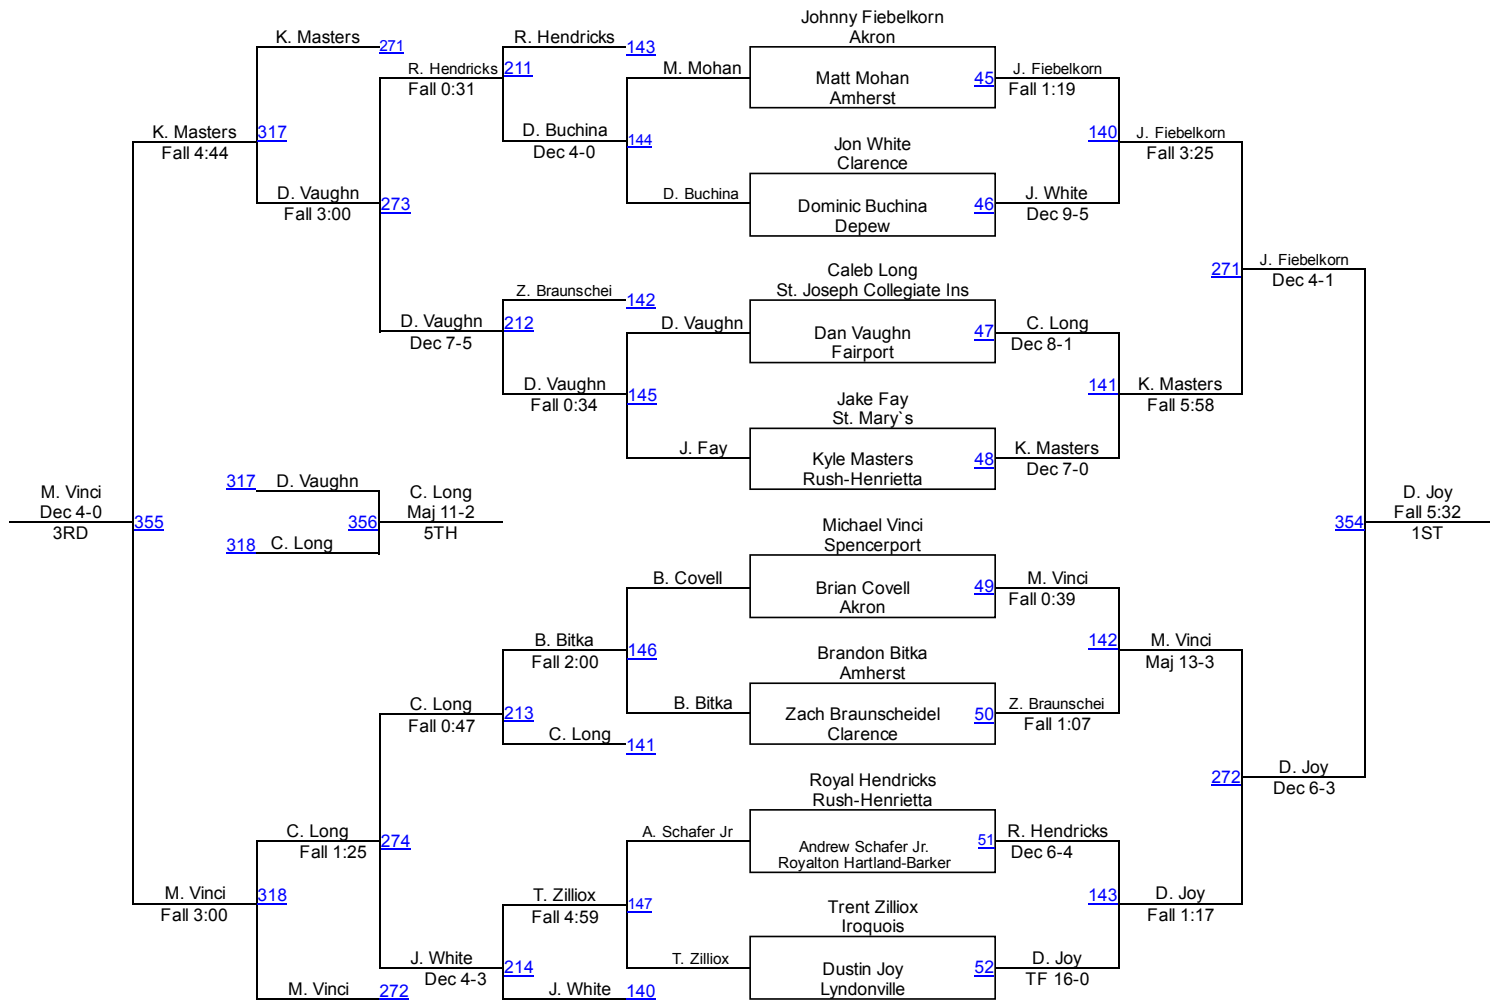 Johnny Fiebelkorn
Akron
K. Masters
271
R. Hendricks
143
R. Hendricks
211
Fall 0:31
M. Mohan
Matt Mohan
Amherst
45
J. Fiebelkorn
Fall 1:19
K. Masters
317
Fall 4:44
D. Buchina
Dec 4-0
144
Jon White
Clarence
140
J. Fiebelkorn
Fall 3:25
D. Vaughn
Fall 3:00
273
D. Buchina
Dominic Buchina
Depew
46
J. White
Dec 9-5
Caleb Long
St. Joseph Collegiate Ins
271
J. Fiebelkorn
Dec 4-1
Z. Braunschei
142
D. Vaughn
212
Dec 7-5
D. Vaughn
Dan Vaughn
Fairport
47
C. Long
Dec 8-1
D. Vaughn
Fall 0:34
145
Jake Fay
St. Mary`s
141
K. Masters
Fall 5:58
J. Fay
Kyle Masters
Rush-Henrietta
48
K. Masters
Dec 7-0
M. Vinci
Dec 4-0
3RD
355
317
D. Vaughn
318
C. Long
356
C. Long
Maj 11-2
5TH
Michael Vinci
Spencerport
354
D. Joy
Fall 5:32
1ST
B. Covell
Brian Covell
Akron
49
M. Vinci
Fall 0:39
B. Bitka
Fall 2:00
146
Brandon Bitka
Amherst
142
M. Vinci
Maj 13-3
C. Long
Fall 0:47
213
B. Bitka
Zach Braunscheidel
Clarence
50
Z. Braunschei
Fall 1:07
C. Long
141
Royal Hendricks
Rush-Henrietta
272
D. Joy
Dec 6-3
C. Long
Fall 1:25
274
A. Schafer Jr
Andrew Schafer Jr.
Royalton Hartland-Barker
51
R. Hendricks
Dec 6-4
M. Vinci
Fall 3:00
318
T. Zilliox
Fall 4:59
147
Trent Zilliox
Iroquois
143
D. Joy
Fall 1:17
J. White
Dec 4-3
214
T. Zilliox
Dustin Joy
Lyndonville
52
D. Joy
TF 16-0
M. Vinci
272
J. White
140